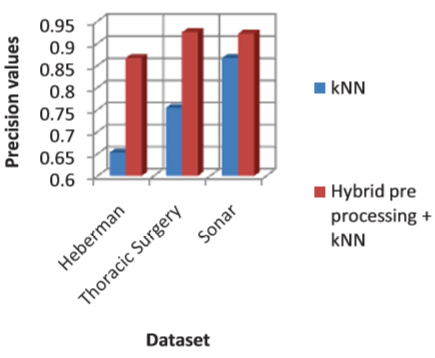 Precision values
0.95
0.9
0.85
0.8
0.75
0.7
0.65
0.6
Heberman
Thoracic Surgery
Sonar
Dataset
kNN
Hybrid pre
processing +
kNN